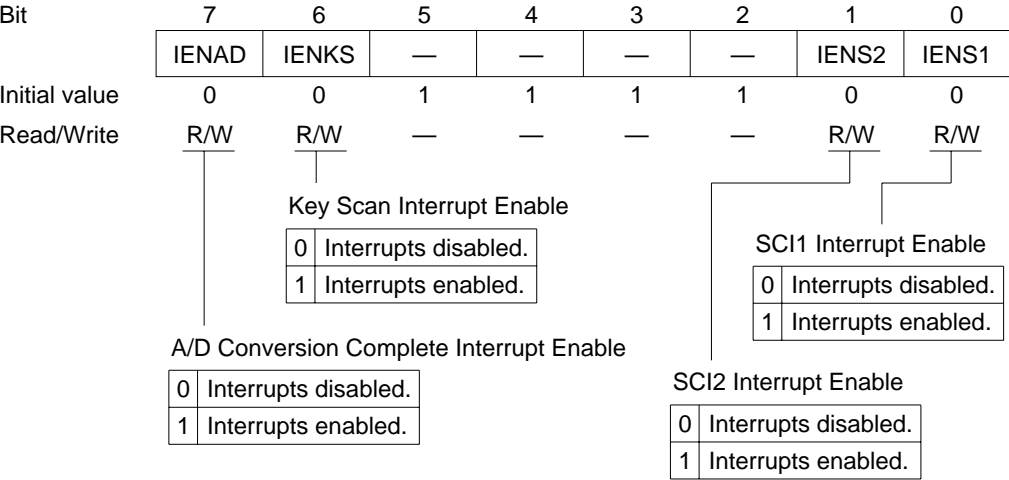 Bit 7 6 5 4 3 2 1 0
IENAD IENKS — — — — IENS2 IENS1
Initial value 0 0 1 1 1 1 0 0
Read/Write R/W R/W — — — — R/W R/W
Key Scan Interrupt Enable
0 Interrupts disabled.
1 Interrupts enabled.
SCI1 Interrupt Enable
0 Interrupts disabled.
1 Interrupts enabled.
A/D Conversion Complete Interrupt Enable
0 Interrupts disabled.
1 Interrupts enabled.
SCI2 Interrupt Enable
0 Interrupts disabled.
1 Interrupts enabled.